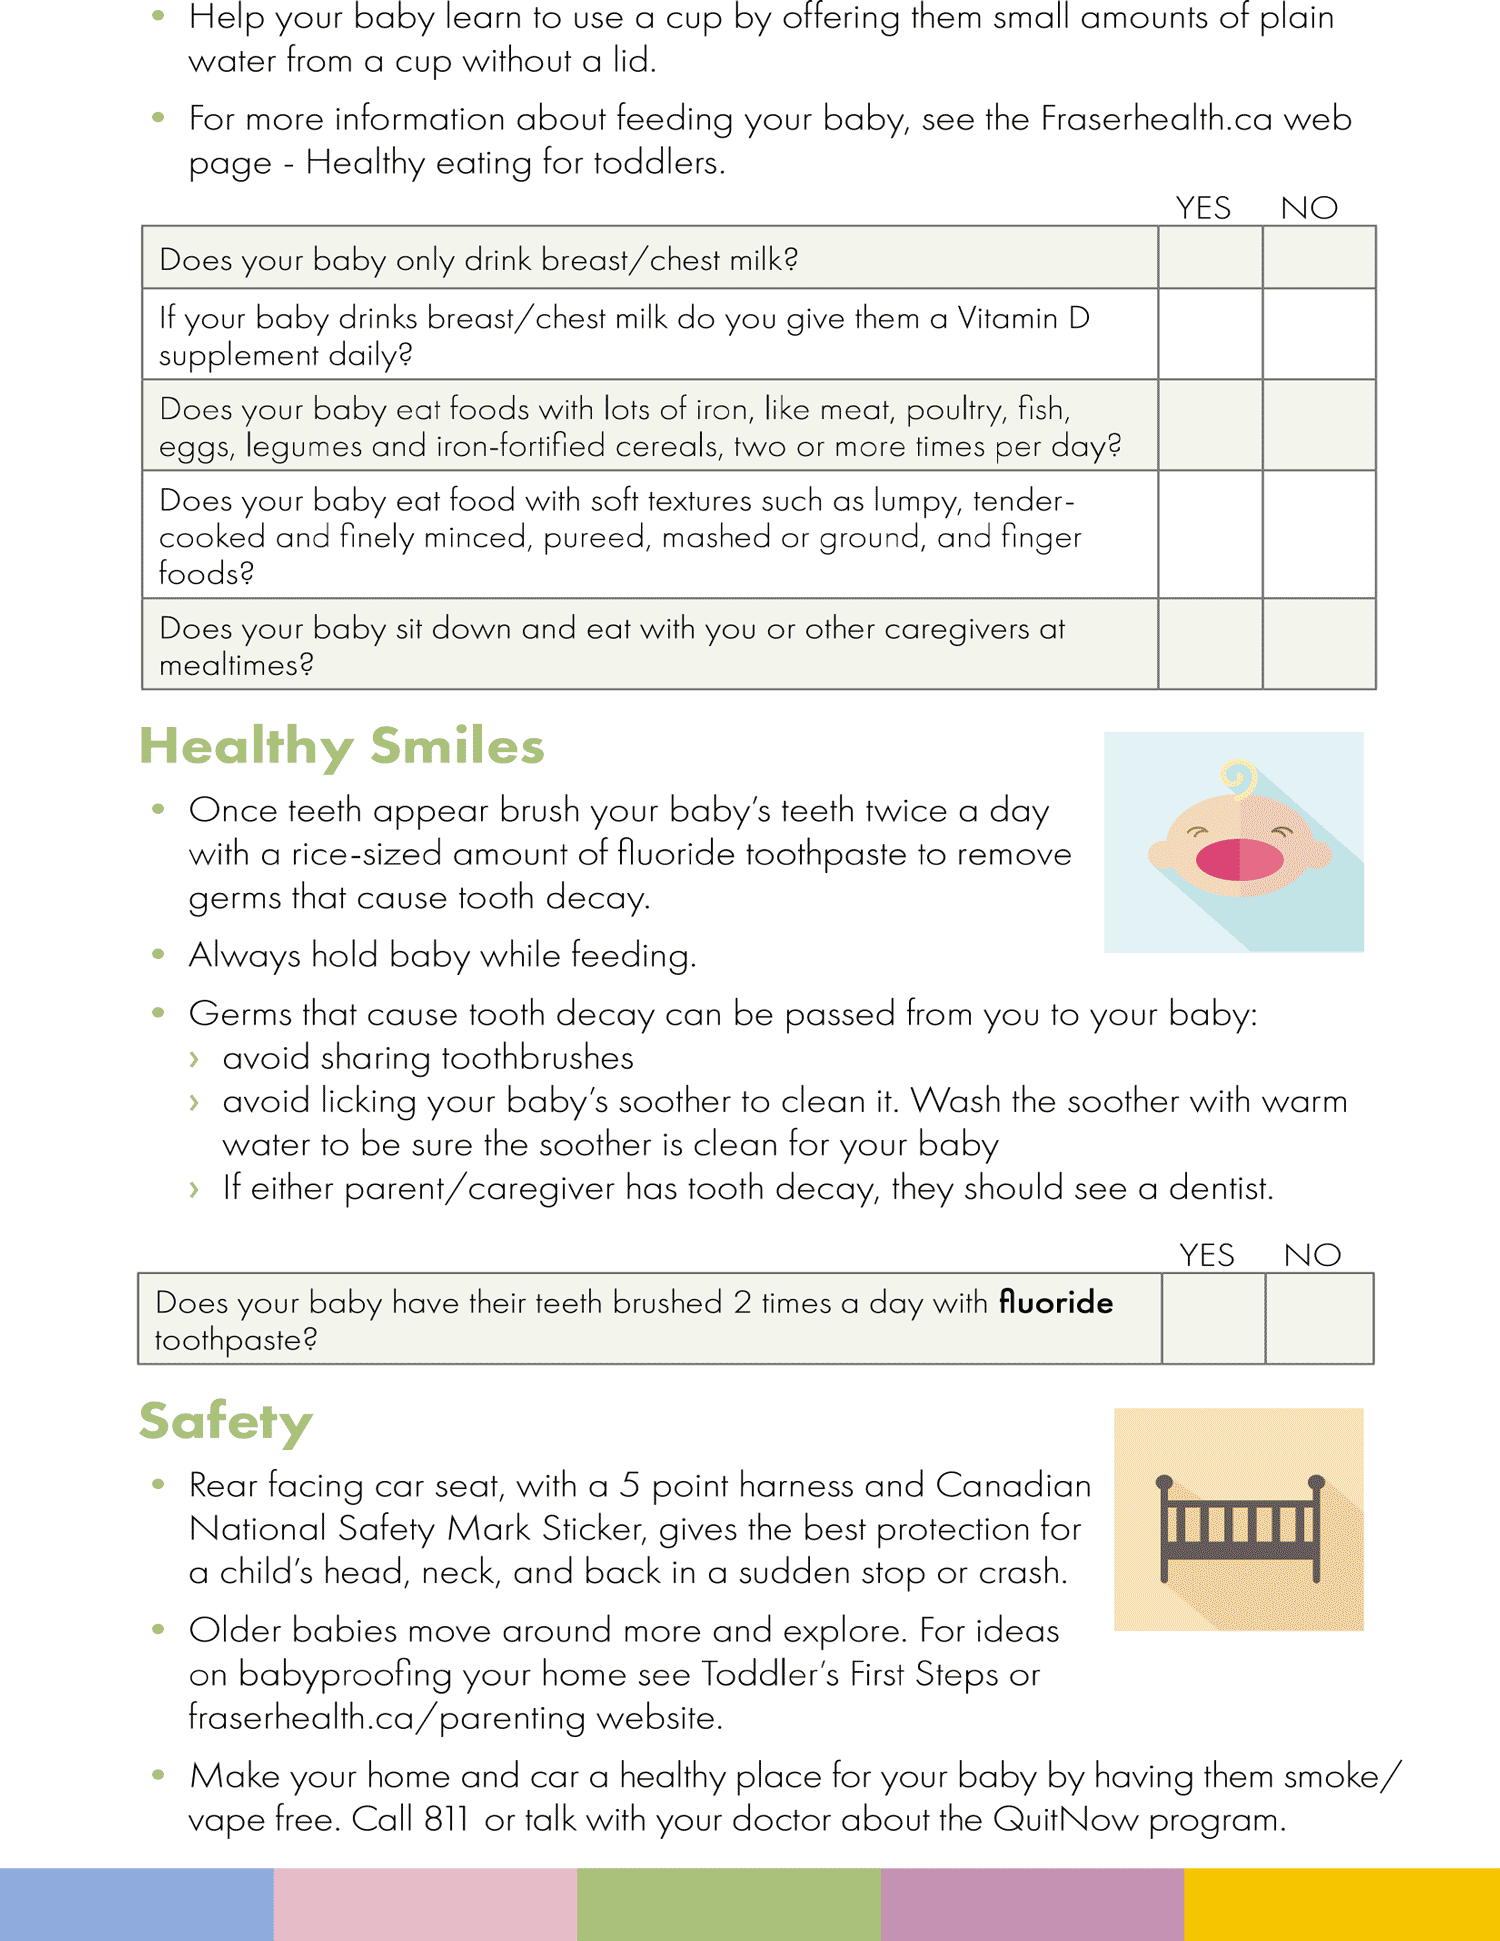 • Help your baby learn to use a cup by offering them small amounts of plain
water from a cup without a lid.
• For more information about feeding your baby, see the Fraserhealth.ca web
page - Healthy eating for toddlers.
YES NO
Does your baby only drink breast/chest milk?
If your baby drinks breast/chest milk do you give them a Vitamin D
supplement daily?
Does your baby eat foods with lots of iron, like meat, poultry, fish,
eggs, legumes and iron-fortified cereals, two or more times per day?
Does your baby eat food with soft textures such as lumpy, tender-
cooked and finely minced, pureed, mashed or ground, and finger
foods?
Does your baby sit down and eat with you or other caregivers at
mealtimes?
Healthy Smiles
• Once teeth appear brush your baby's teeth twice a day
with a rice-sized amount of fluoride toothpaste to remove
germs that cause tooth decay.
• Always hold baby while feeding.
• Germs that cause tooth decay can be passed from you to your baby:
› avoid sharing toothbrushes
› avoid licking your baby's soother to clean it. Wash the soother with warm
water to be sure the soother is clean for your baby
› If either parent/caregiver has tooth decay, they should see a dentist.
YES NO
Does your baby have their teeth brushed 2 times a day with fluoride
toothpaste?
Safety
• Rear facing car seat, with a 5 point harness and Canadian
National Safety Mark Sticker, gives the best protection for
a child's head, neck, and back in a sudden stop or crash.
• Older babies move around more and explore. For ideas
on babyproofing your home see Toddler's First Steps or
fraserhealth.ca/parenting website.
• Make your home and car a healthy place for your baby by having them smoke/
vape free. Call 811 or talk with your doctor about the QuitNow program.